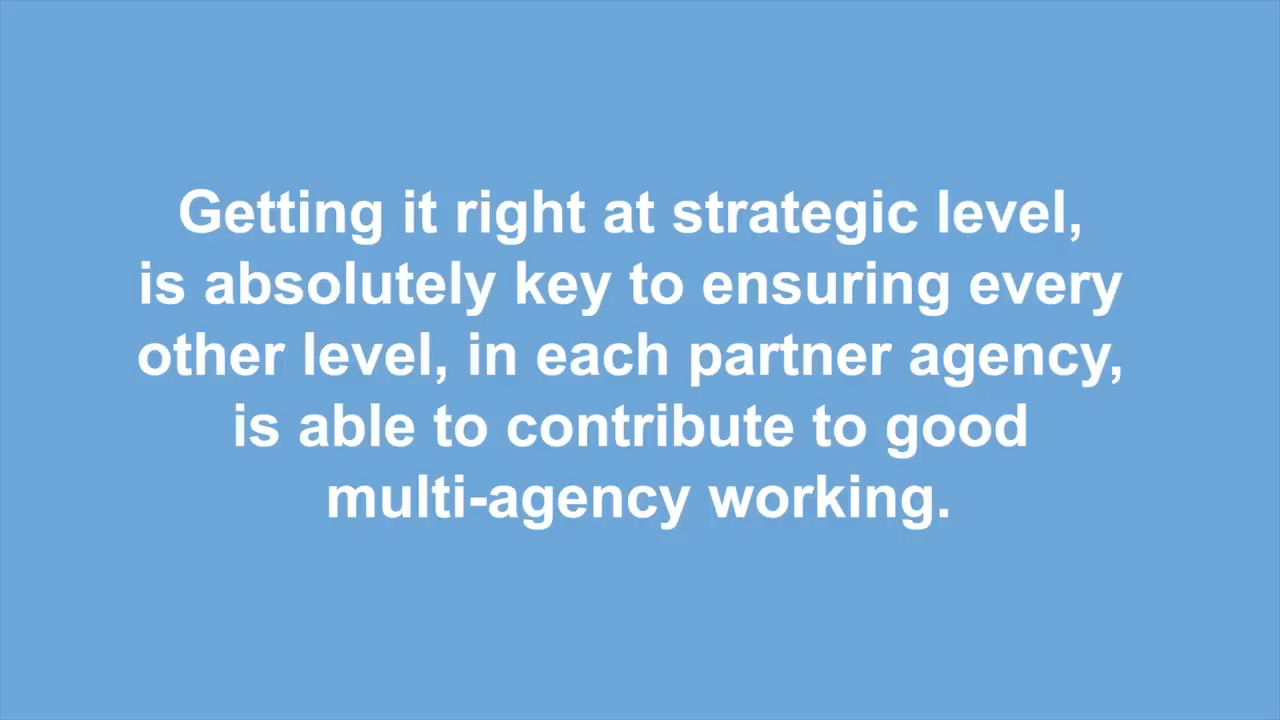 Getting it right at strategic level,
is absolutely key to ensuring every
other level, in each partner agency,
is able to contribute to good
multi-agency working.